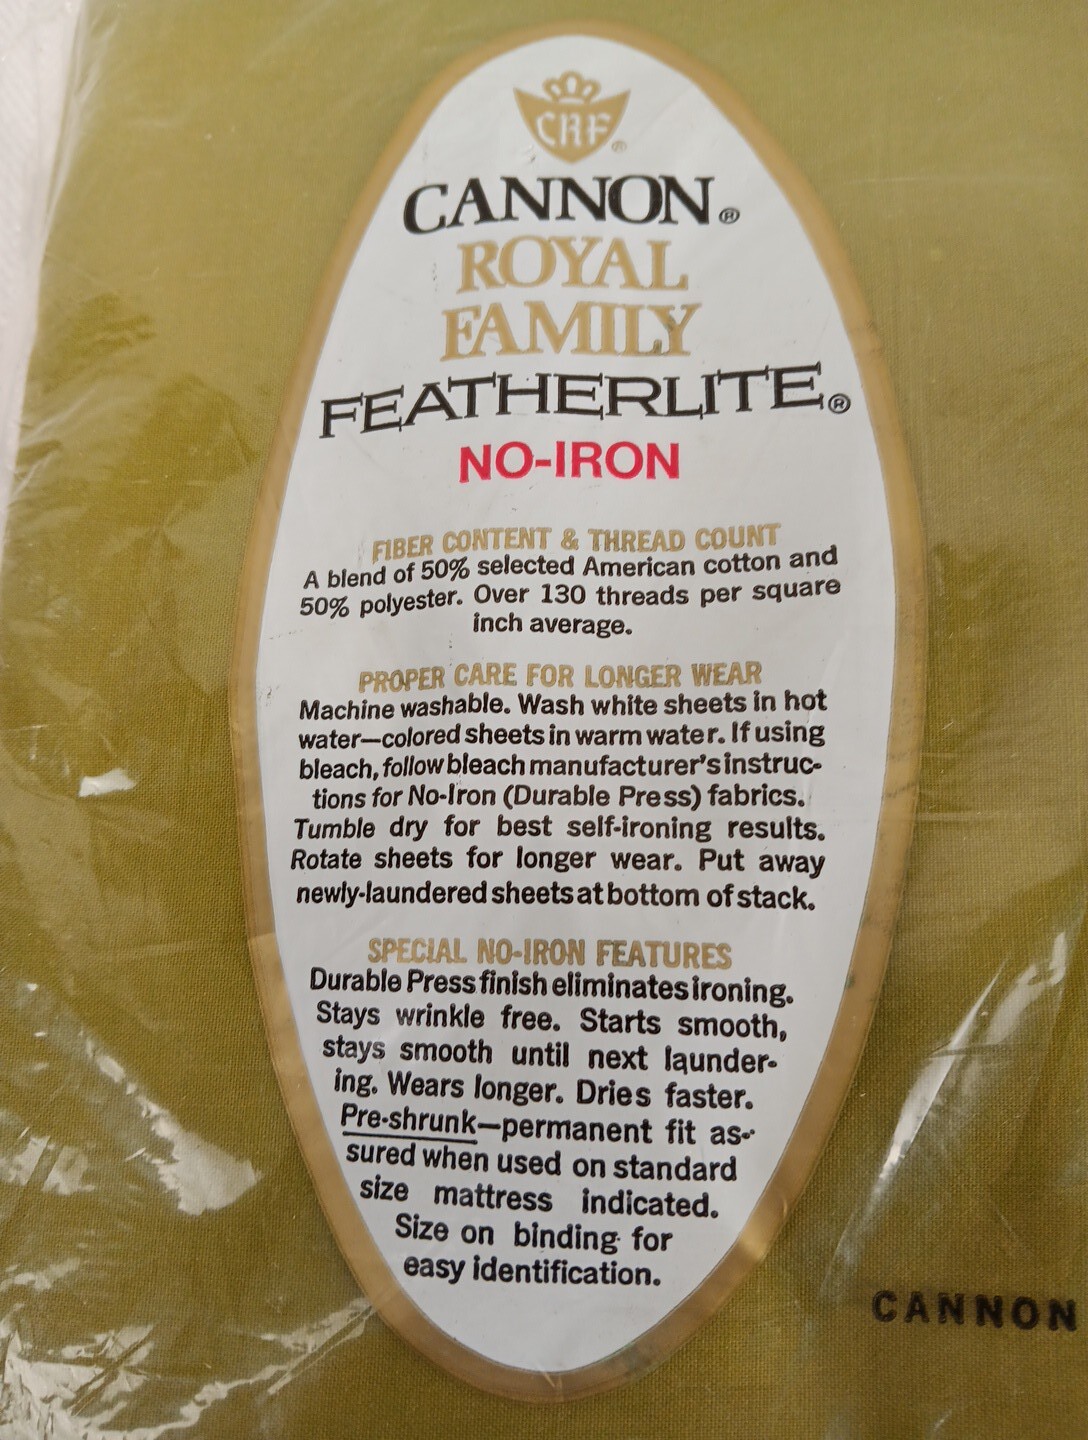 CRF®
CANNON®
ROYAL
FAMILY
FEATHERLITE®
NO-IRON
FIBER CONTENT & THREAD COUNT
A blend of 50% selected American cotton and
50% polyester. Over 130 threads per square
inch average.
PROPER CARE FOR LONGER WEAR
Machine washable. Wash white sheets in hot
water—colored sheets in warm water. If using
bleach, follow bleach manufacturer's instruc-
tions for No-Iron (Durable Press) fabrics.
Tumble dry for best self-ironing results.
Rotate sheets for longer wear. Put away
newly-laundered sheets at bottom of stack.
SPECIAL NO-IRON FEATURES
Durable Press finish eliminates ironing.
Stays wrinkle free. Starts smooth,
stays smooth until next launder-
ing. Wears longer. Dries faster.
Pre-shrunk—permanent fit as-
sured when used on standard
size mattress indicated.
Size on binding for
easy identification.
CANNON